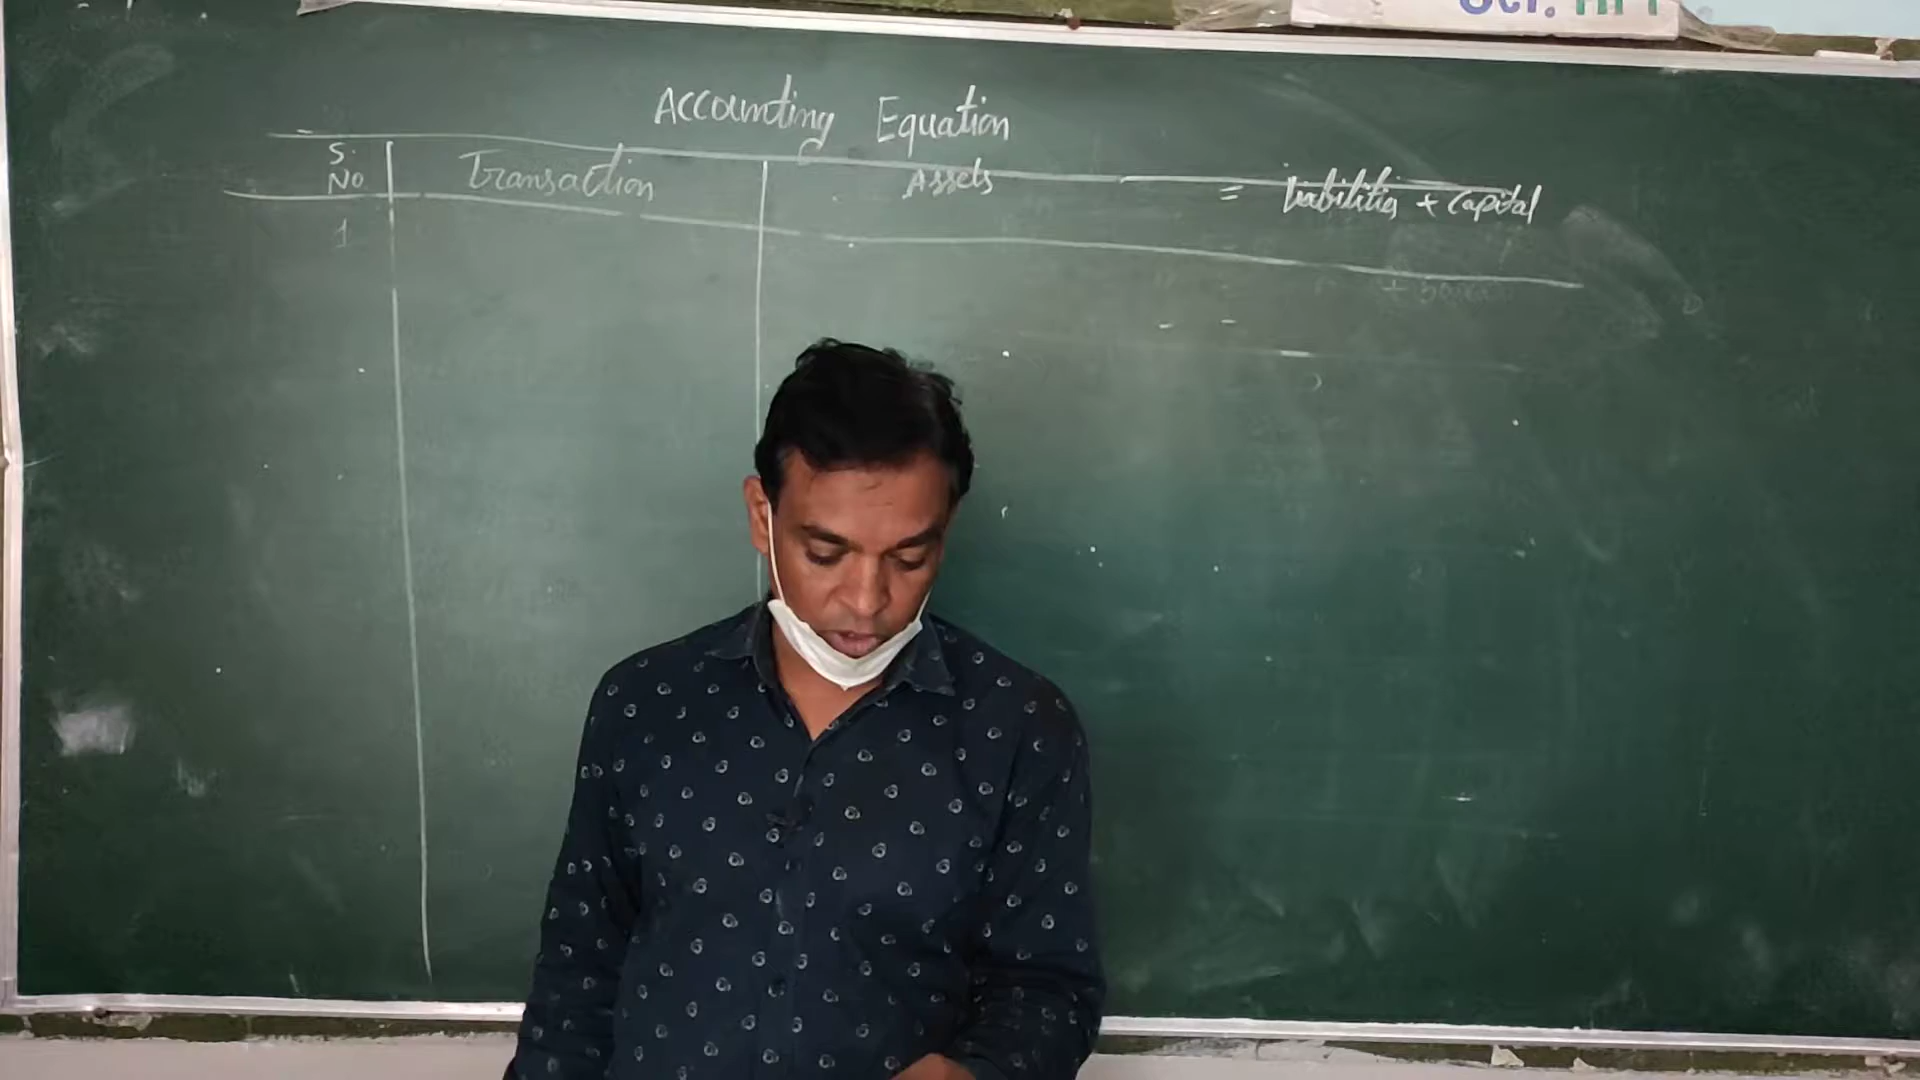 Accounting Equation
S. No Transaction Assets = Liabilities + Capital
1